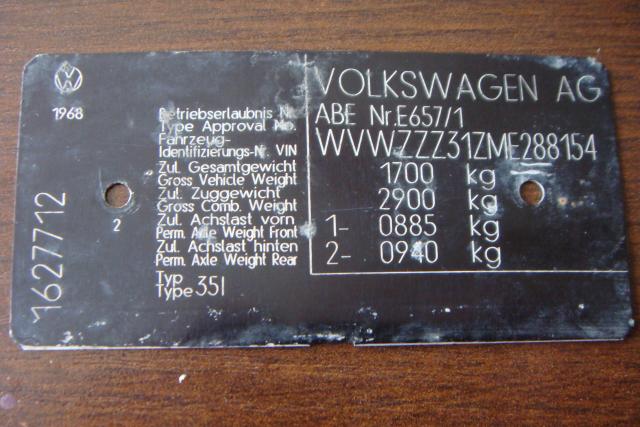 VOLKSWAGEN AG
1968
Betriebserlaubnis Nr.
Type Approval No.
ABE Nr.E657/1
Fahrzeug-
Identifizierungs-Nr. VIN
WVWZZZ31ZME288154
Zul. Gesamtgewicht
Gross Vehicle Weight
1700 kg
Zul. Zuggewicht
Gross Comb. Weight
2900 kg
2
Zul. Achslast vorn
Perm. Axle Weight Front
1- 0885 kg
Zul. Achslast hinten
Perm. Axle Weight Rear
2- 0940 kg
Typ
Type 35I
1627712